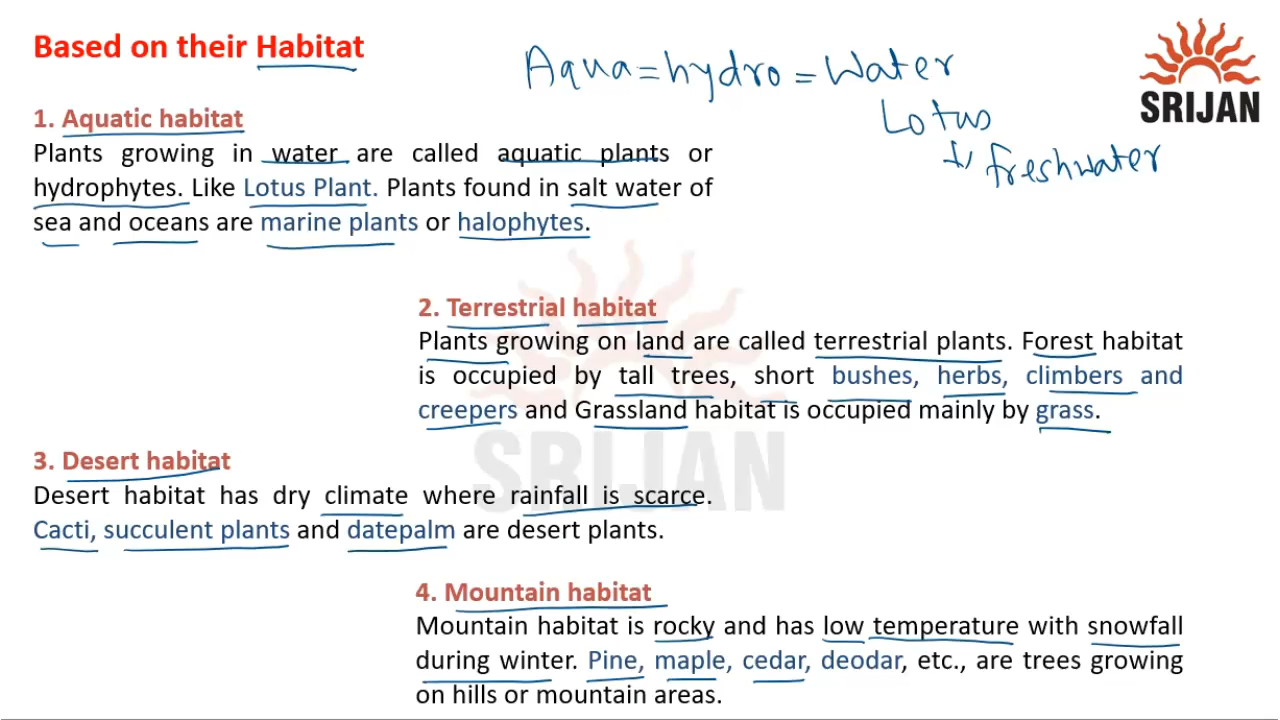 Based on their Habitat
Aqua = hydro = Water
SRIJAN
Lotus
↓
freshwater
1. Aquatic habitat
Plants growing in water are called aquatic plants or
hydrophytes. Like Lotus Plant. Plants found in salt water of
sea and oceans are marine plants or halophytes.
2. Terrestrial habitat
Plants growing on land are called terrestrial plants. Forest habitat
is occupied by tall trees, short bushes, herbs, climbers and
creepers and Grassland habitat is occupied mainly by grass.
SRIJAN
3. Desert habitat
Desert habitat has dry climate where rainfall is scarce.
Cacti, succulent plants and datepalm are desert plants.
4. Mountain habitat
Mountain habitat is rocky and has low temperature with snowfall
during winter. Pine, maple, cedar, deodar, etc., are trees growing
on hills or mountain areas.